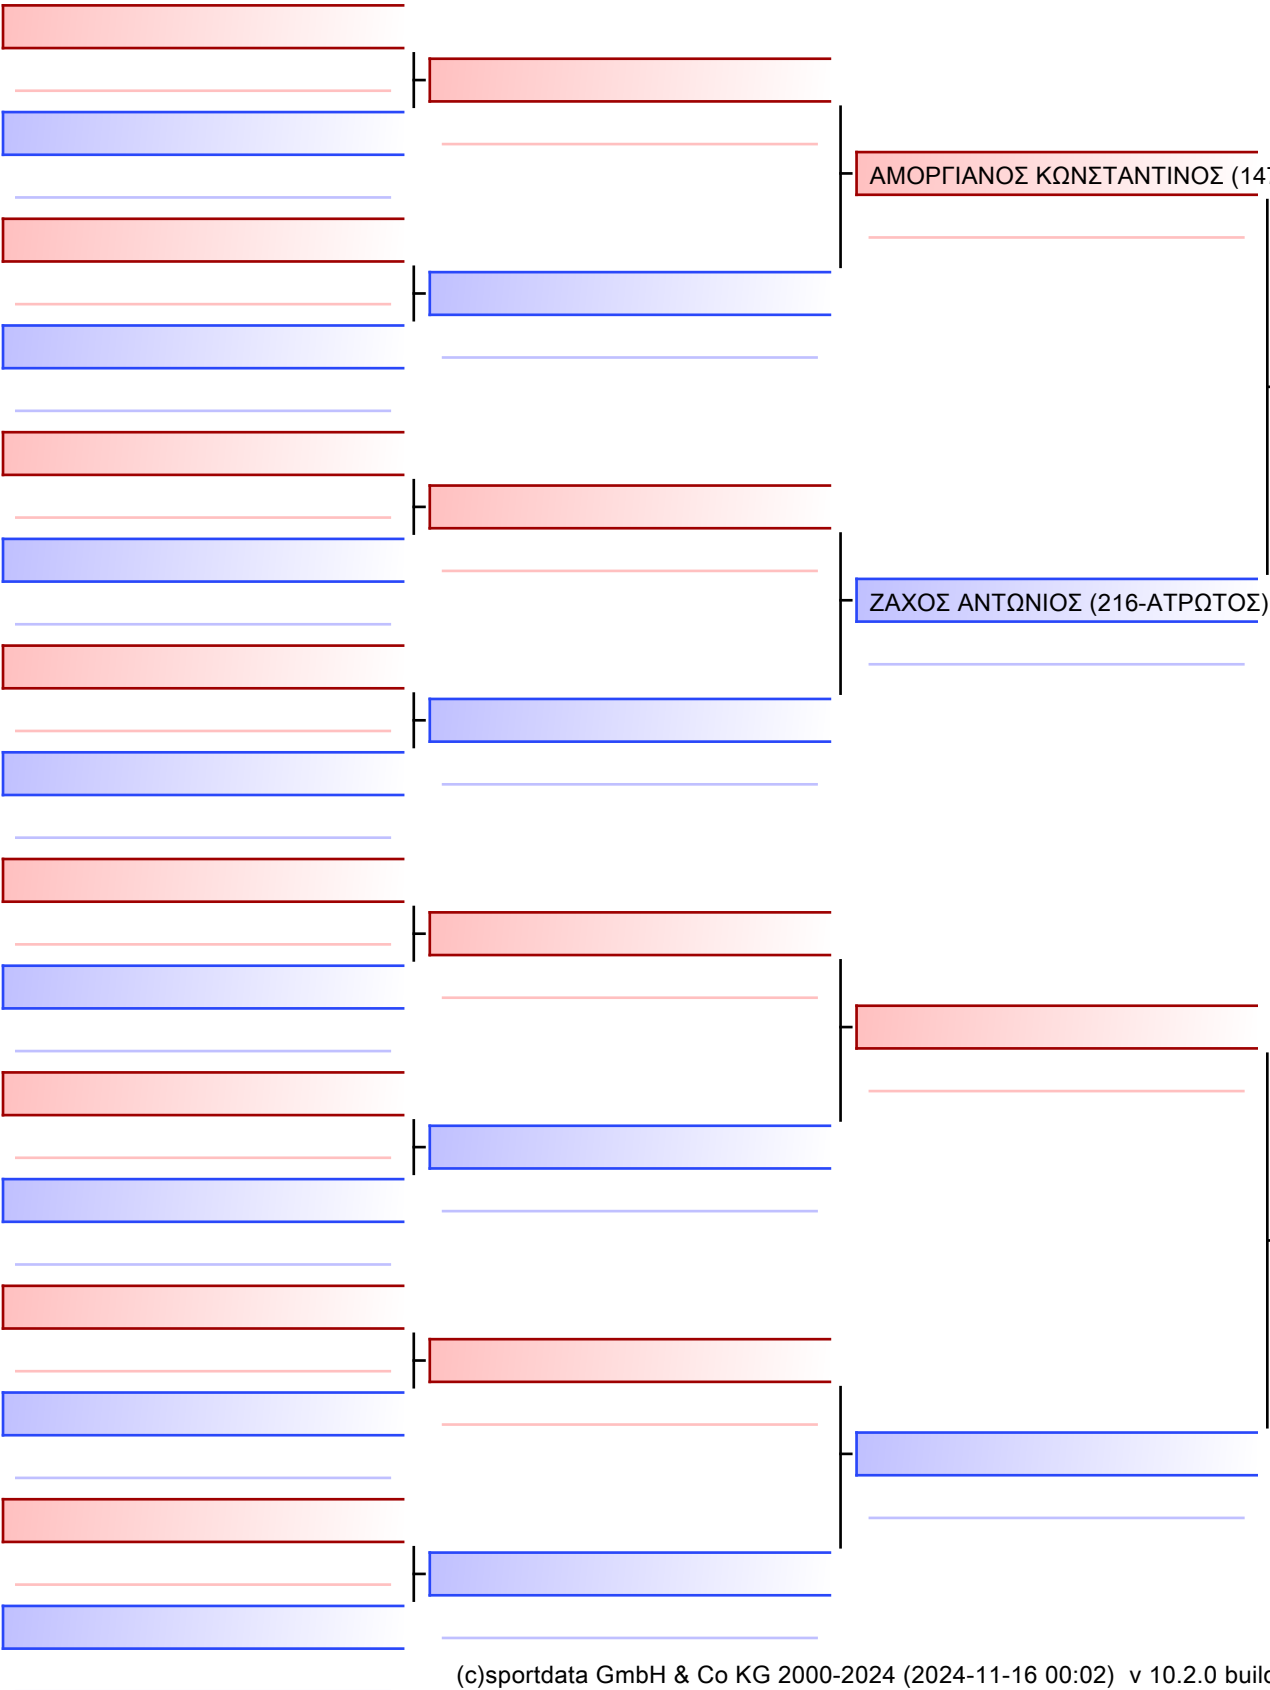 ΑΜΟΡΓΙΑΝΟΣ ΚΩΝΣΤΑΝΤΙΝΟΣ (147
ΖΑΧΟΣ ΑΝΤΩΝΙΟΣ (216-ΑΤΡΩΤΟΣ)
(c)sportdata GmbH & Co KG 2000-2024 (2024-11-16 00:02) v 10.2.0 build